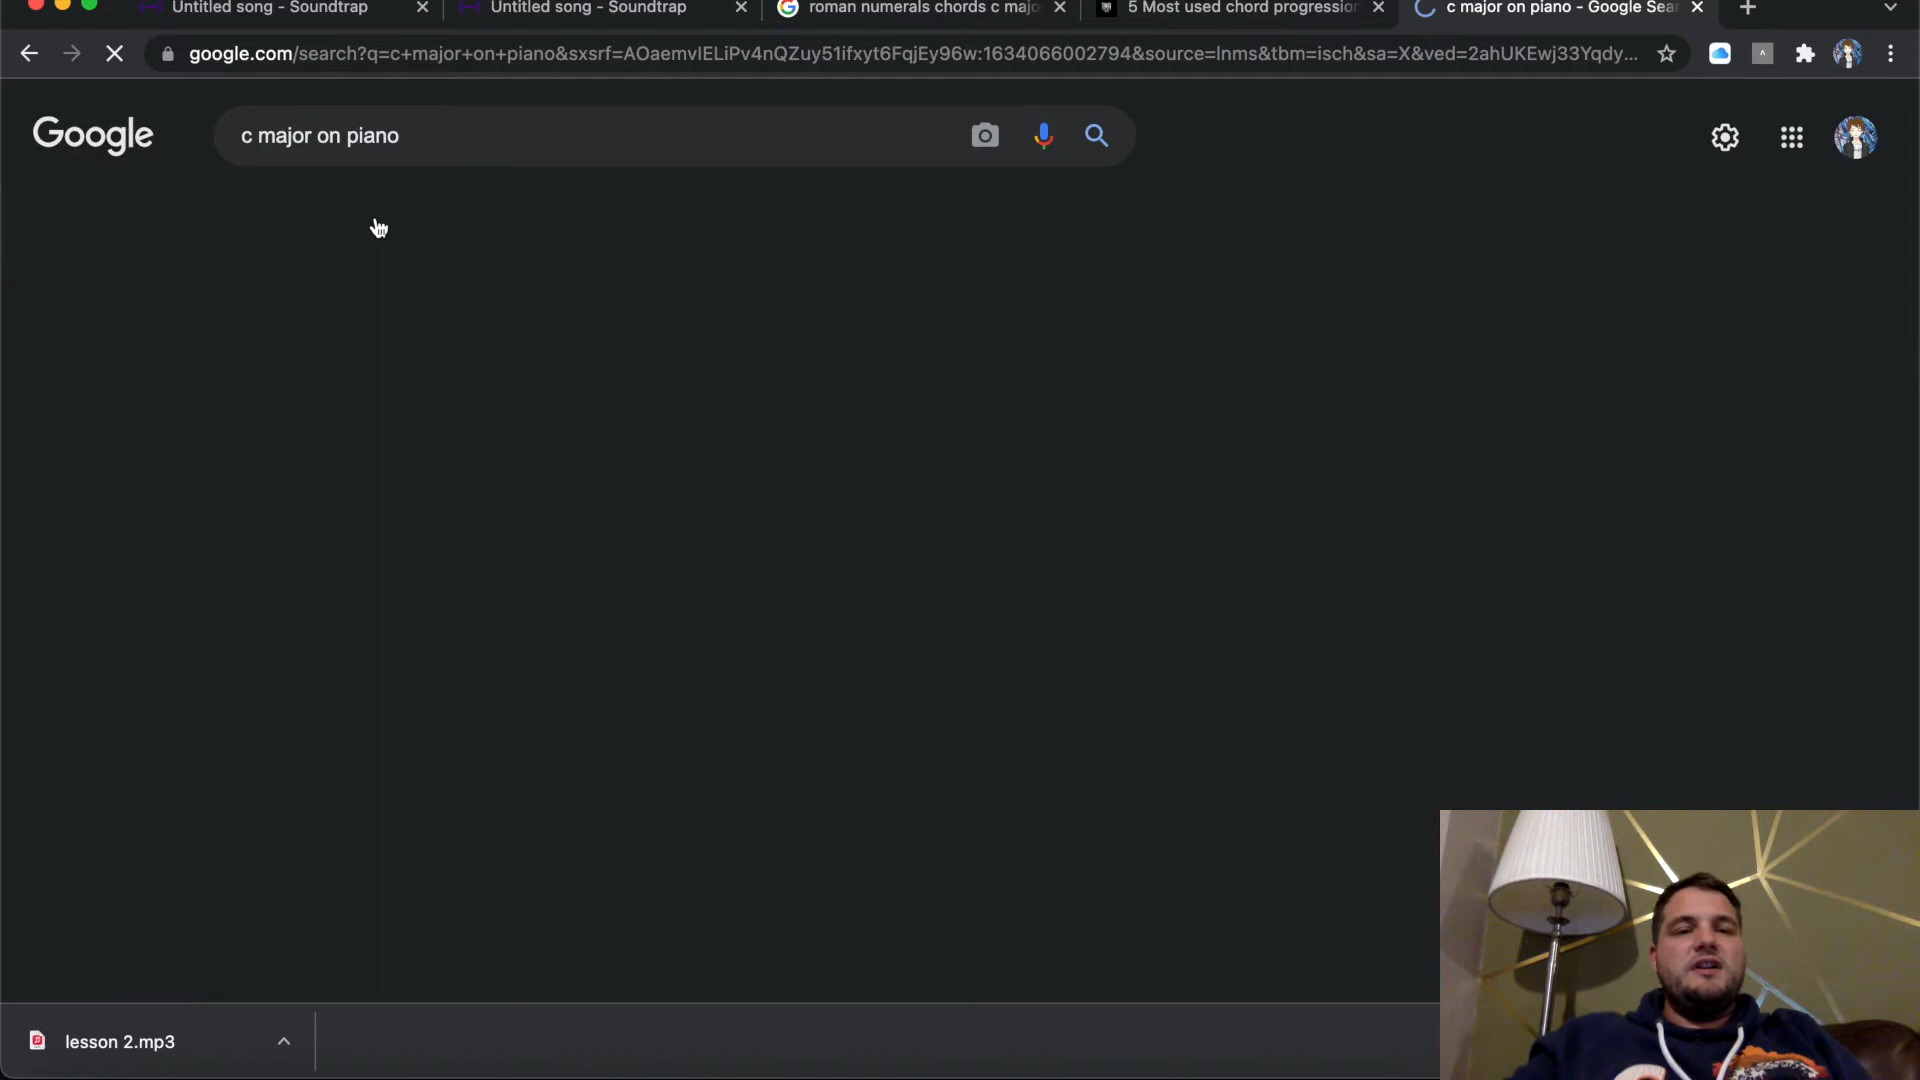 Untitled song - Soundtrap
Untitled song - Soundtrap
roman numerals chords c majo
5 Most used chord progression
c major on piano - Google Sear
google.com/search?q=c+major+on+piano&sxsrf=AOaemvIELiPv4nQZuy51ifxyt6FqjEy96w:1634066002794&source=lnms&tbm=isch&sa=X&ved=2ahUKEwj33Yqdy...
Google
c major on piano
lesson 2.mp3